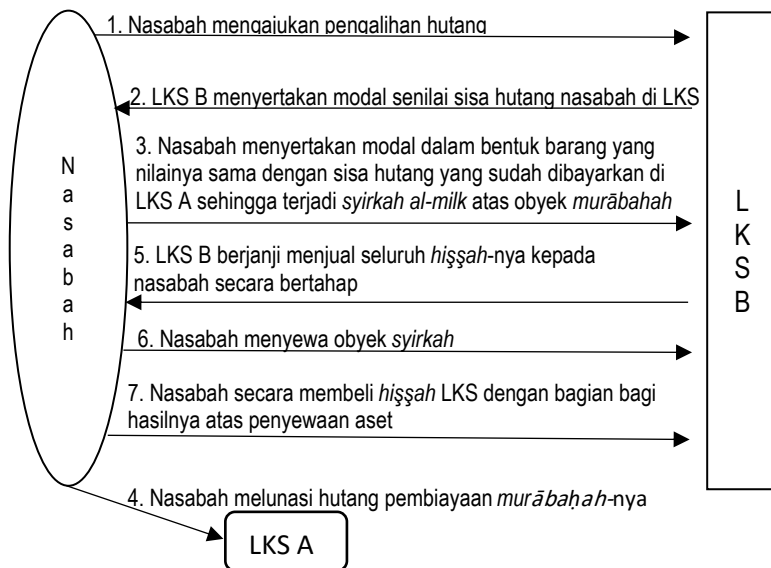 1. Nasabah mengajukan pengalihan hutang
2. LKS B menyertakan modal senilai sisa hutang nasabah di LKS
3. Nasabah menyertakan modal dalam bentuk barang yang
nilainya sama dengan sisa hutang yang sudah dibayarkan di
LKS A sehingga terjadi syirkah al-milk atas obyek murābahah
5. LKS B berjanji menjual seluruh hiṣṣah-nya kepada
nasabah secara bertahap
6. Nasabah menyewa obyek syirkah
7. Nasabah secara membeli hiṣṣah LKS dengan bagian bagi
hasilnya atas penyewaan aset
4. Nasabah melunasi hutang pembiayaan murābaḥah-nya
N
a
s
a
b
a
h
L
K
S
B
LKS A